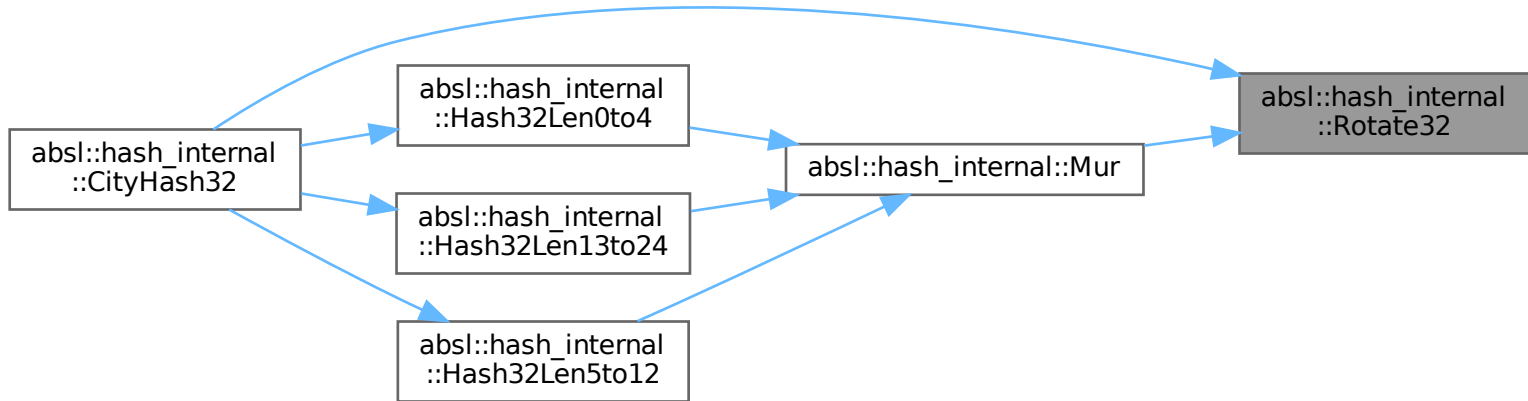 absl::hash_internal
::CityHash32
absl::hash_internal
::Hash32Len0to4
absl::hash_internal
::Hash32Len13to24
absl::hash_internal
::Hash32Len5to12
absl::hash_internal::Mur
absl::hash_internal
::Rotate32